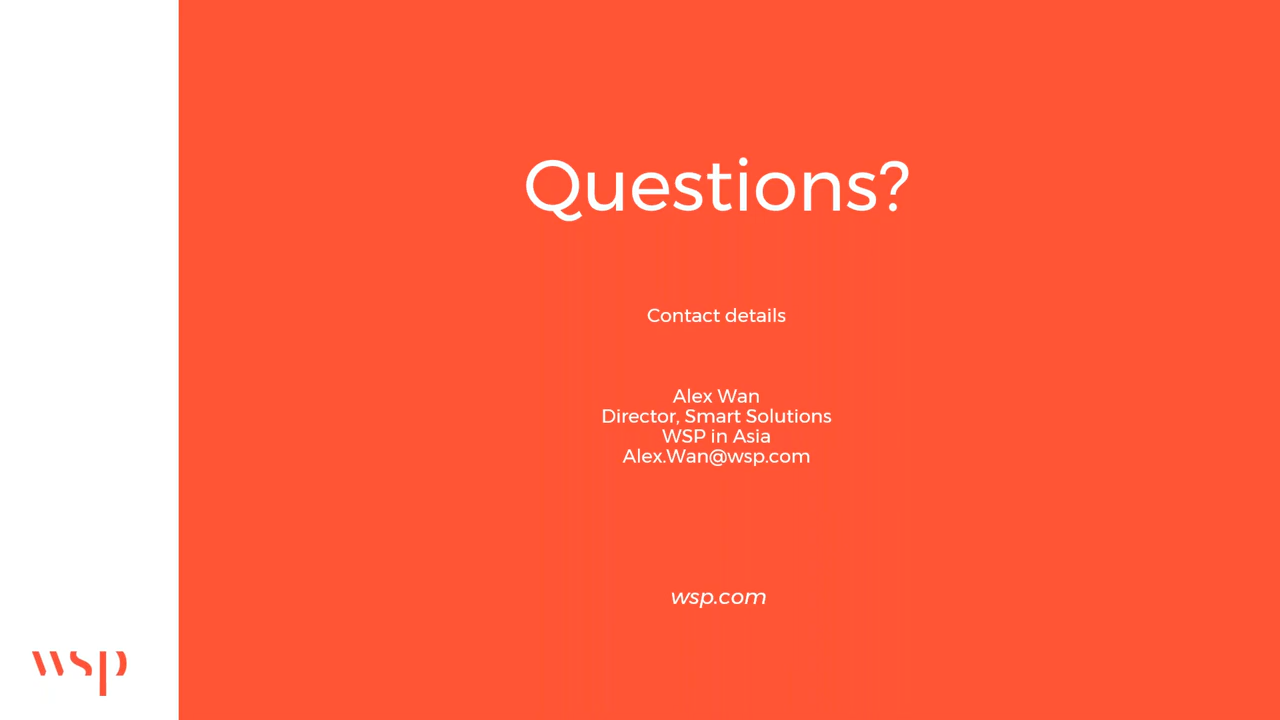 Questions?
Contact details
Alex Wan
Director, Smart Solutions
WSP in Asia
Alex.Wan@wsp.com
wsp.com
wsp